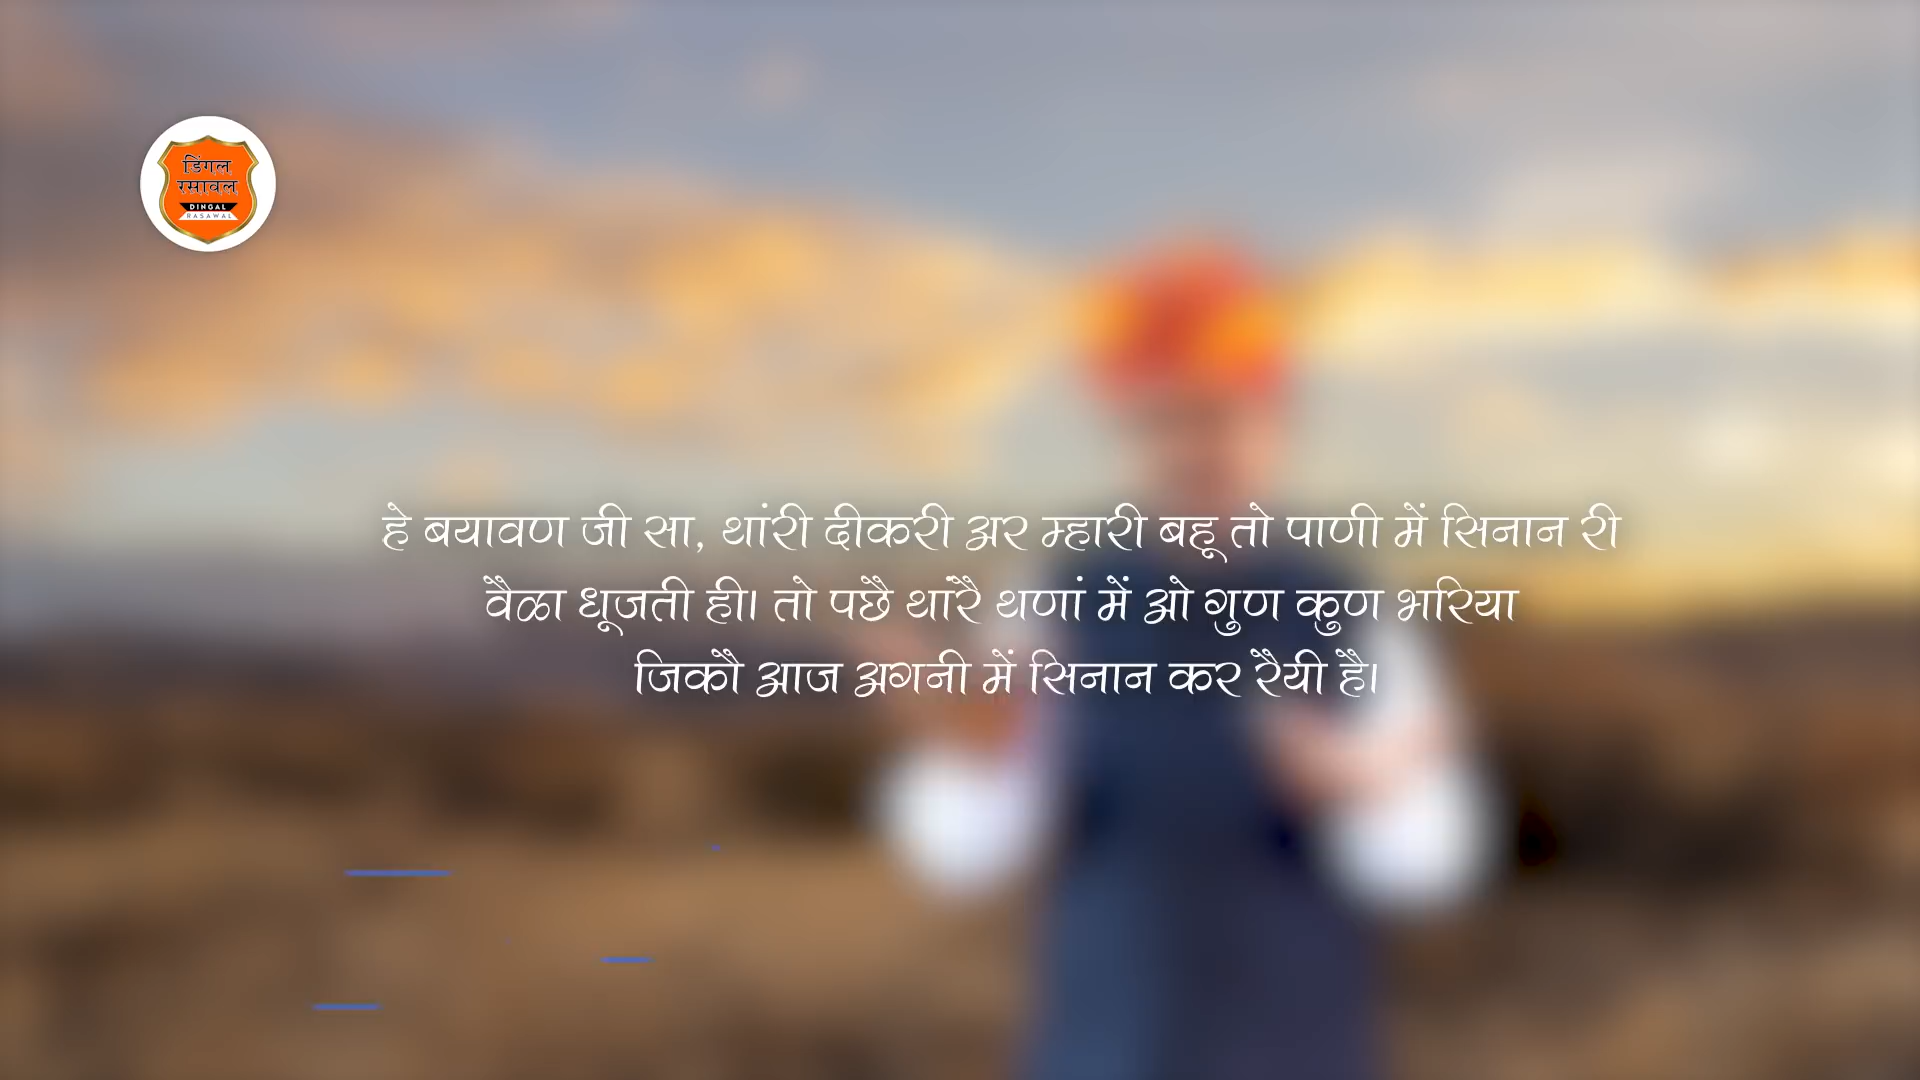 डिंगल
रसावल
DINGAL
RASAWAL
हे बयावण जी सा, थांरी दीकरी अर म्हारी बहू तो पाणी में सिनान री
वैळा धूजती ही। तो पछै थांरै थणां में ओ गुण कुण भरिया
जिकौ आज अगनी में सिनान कर रैयी है।